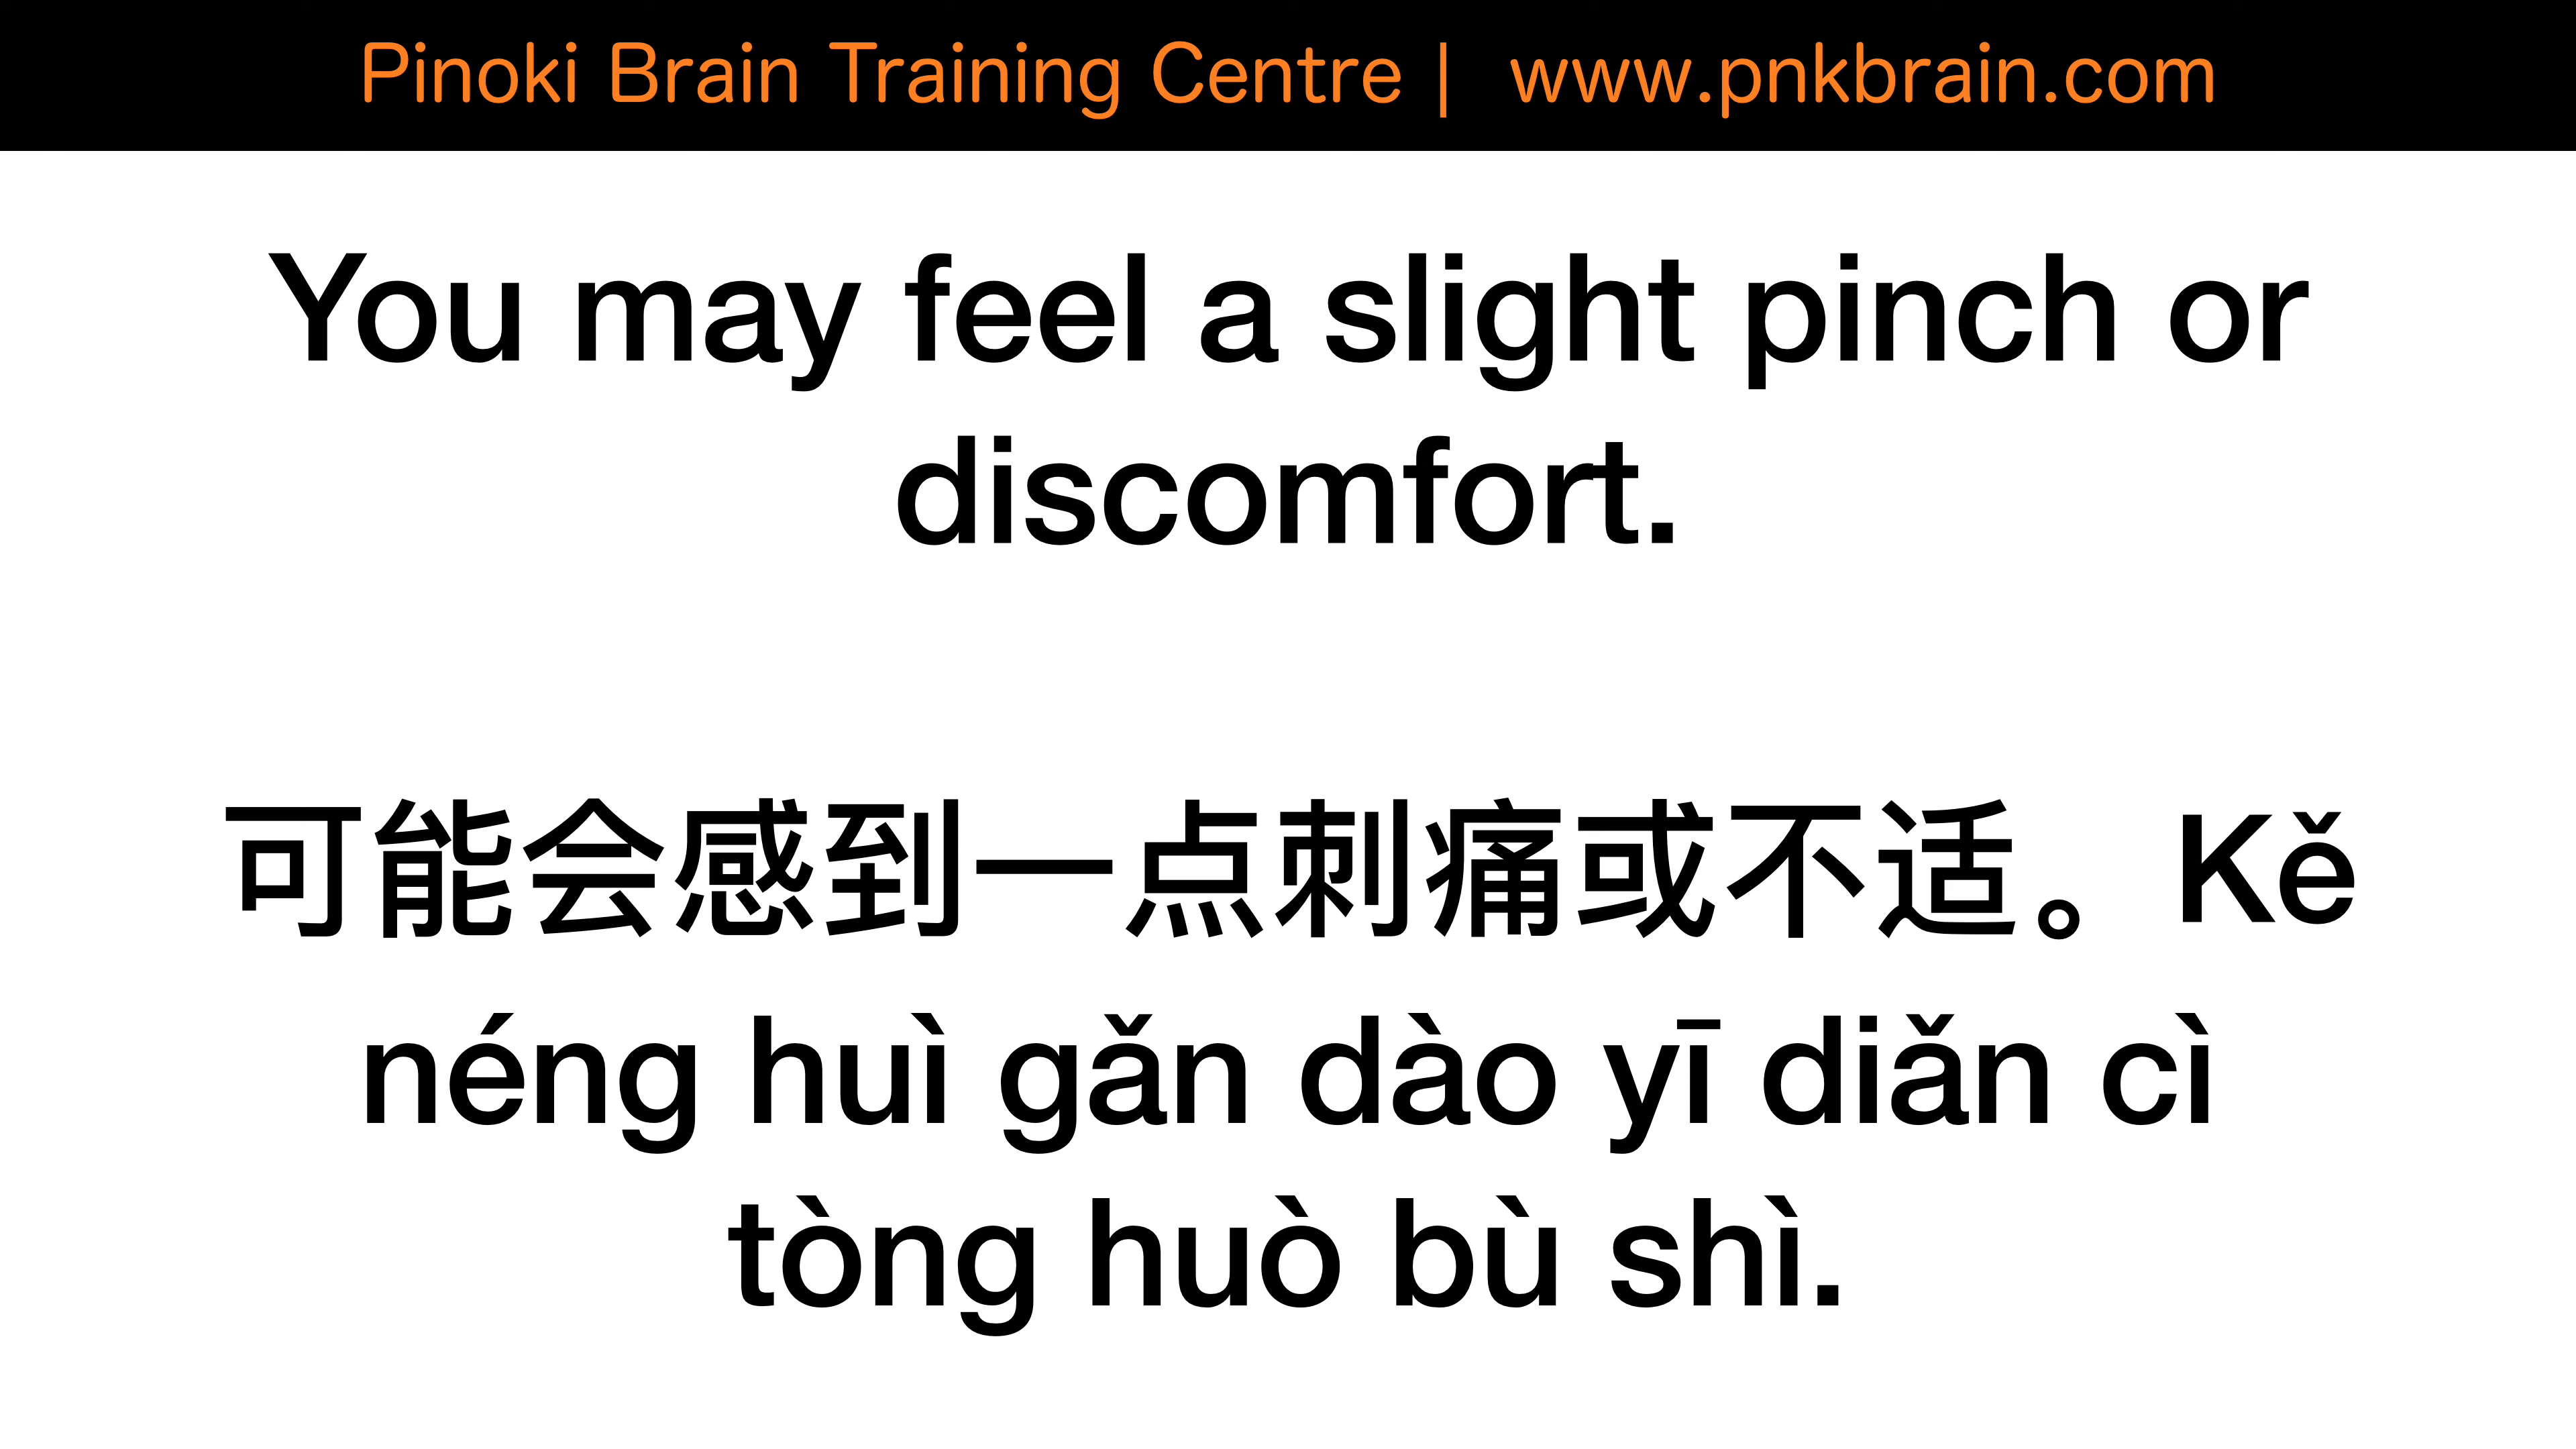 Pinoki Brain Training Centre | www.pnkbrain.com
You may feel a slight pinch or
discomfort.
可能会感到一点刺痛或不适。Kě
néng huì gǎn dào yī diǎn cì
tòng huò bù shì.